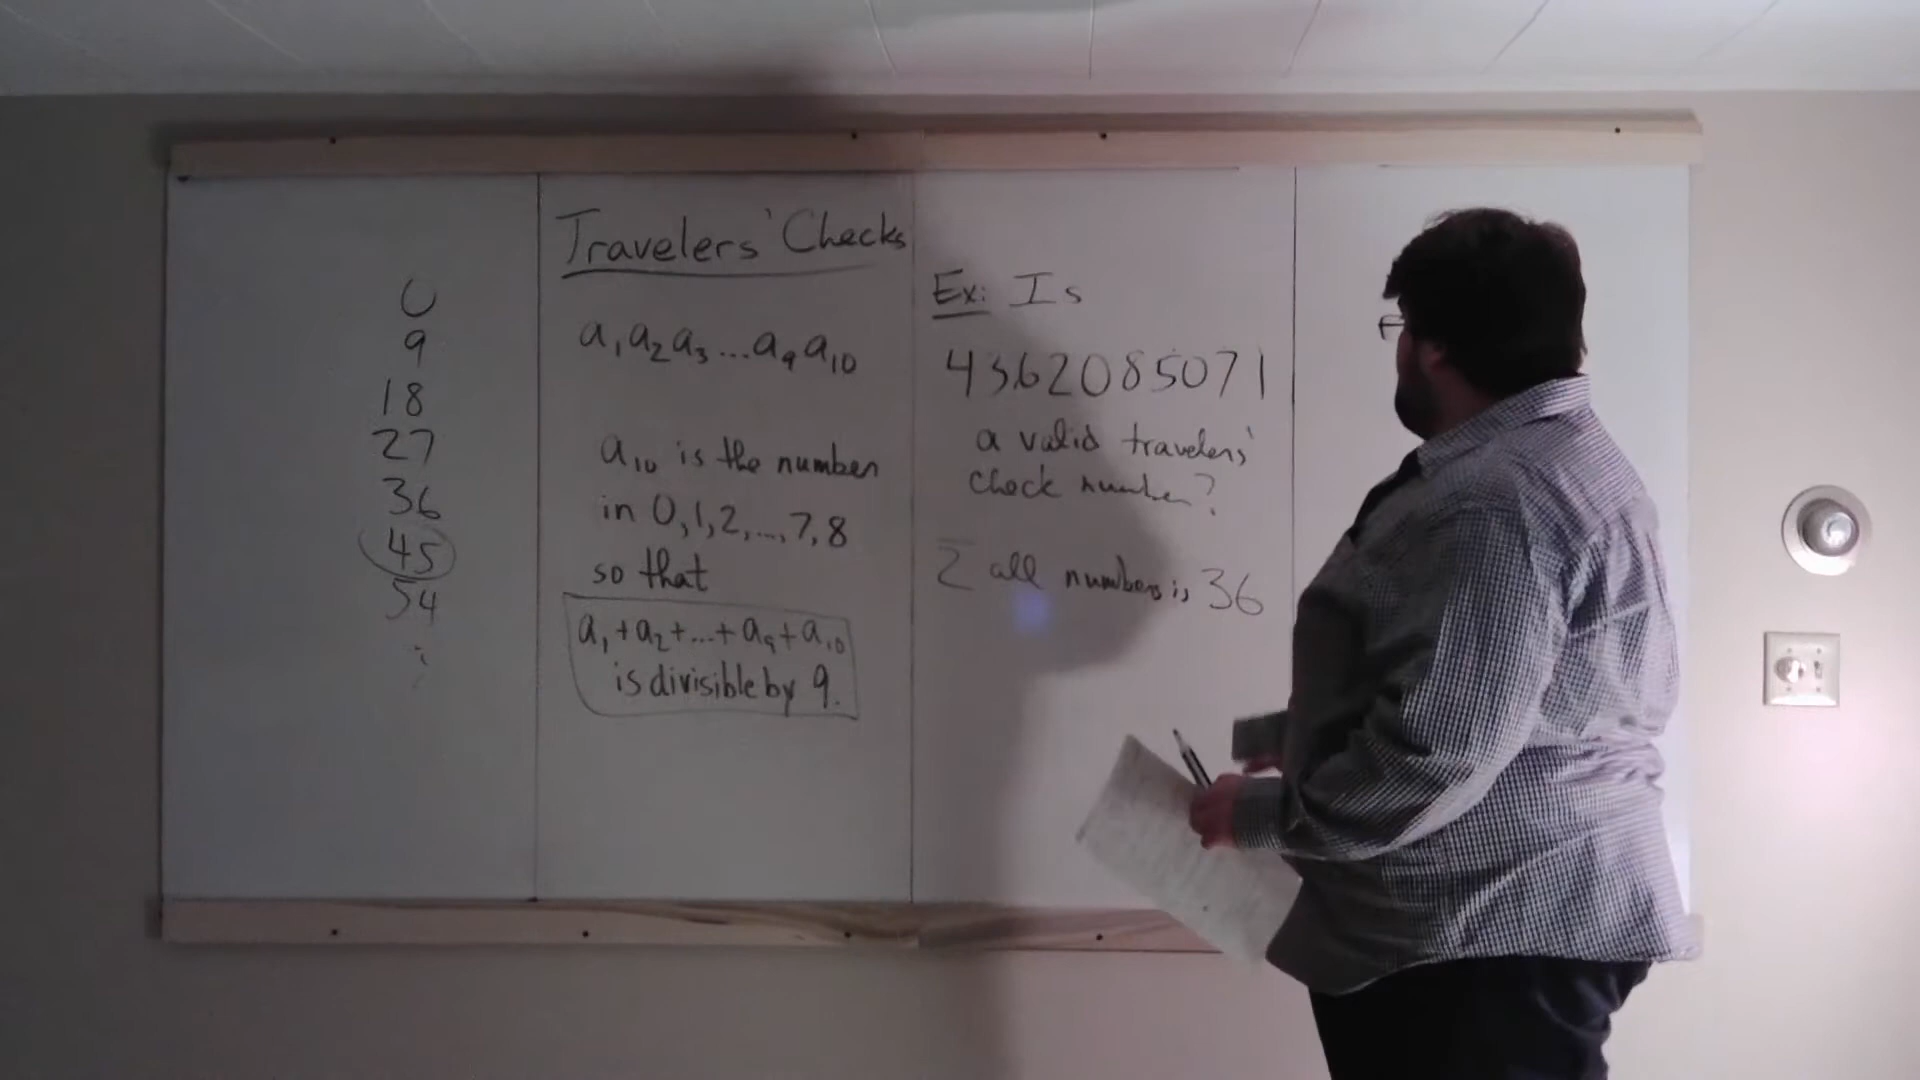 0
9
18
27
36
45
54
⋮
Travelers' Checks
a₁a₂a₃...a₉a₁₀
a₁₀ is the number
in 0,1,2,...,7,8
so that
a₁+a₂+...+a₉+a₁₀
is divisible by 9.
Ex: Is
4362085071
a valid travelers'
check number?
Σ all numbers is 36